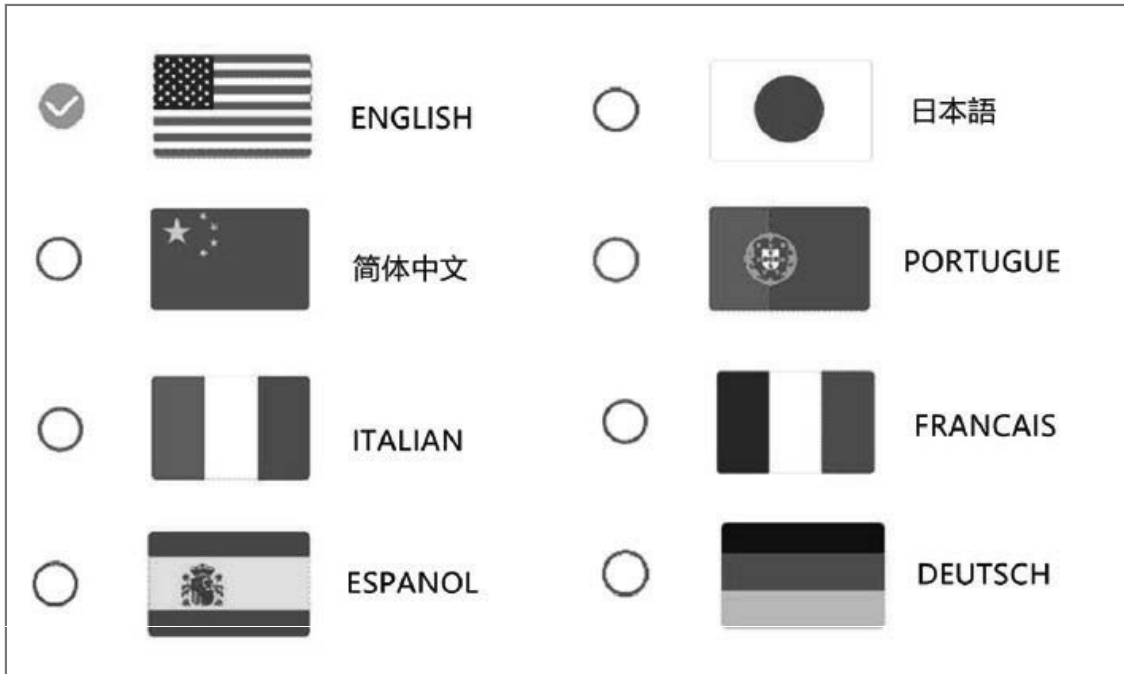 ENGLISH
日本語
简体中文
PORTUGUE
ITALIAN
FRANCAIS
ESPANOL
DEUTSCH